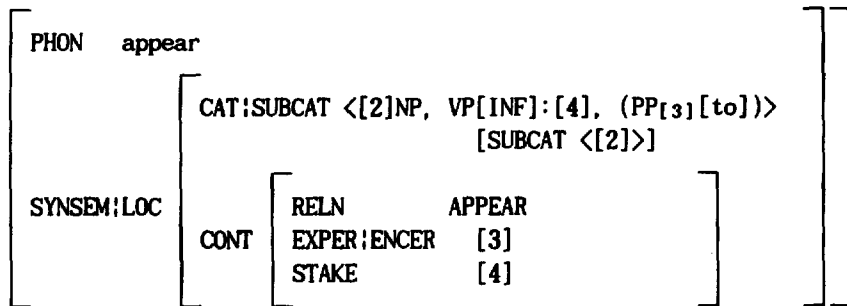 PHON appear
CAT¦SUBCAT <[2]NP, VP[INF]:[4], (PP[3][to])>
[SUBCAT <[2]>]
SYNSEM¦LOC
RELN APPEAR
CONT EXPER¦ENCER [3]
STAKE [4]